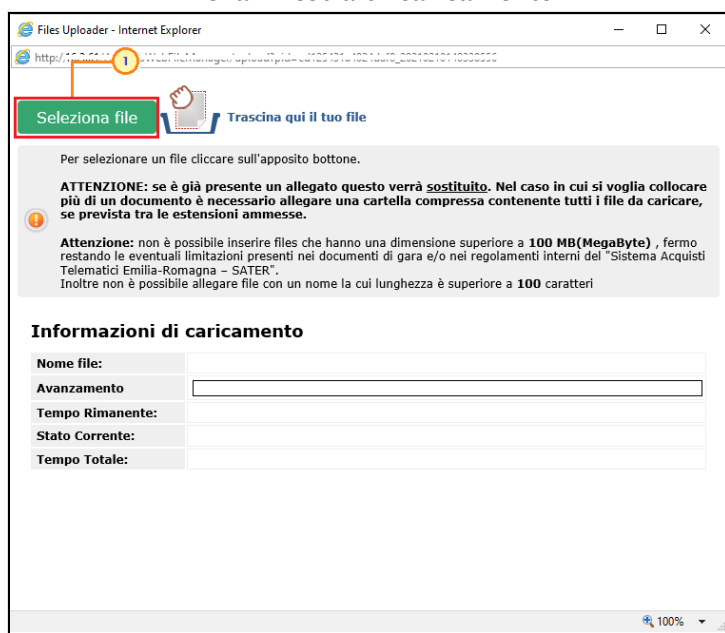 Files Uploader - Internet Explorer
http://
1
Seleziona file
Trascina qui il tuo file
Per selezionare un file cliccare sull'apposito bottone.
ATTENZIONE: se è già presente un allegato questo verrà sostituito. Nel caso in cui si voglia collocare
più di un documento è necessario allegare una cartella compressa contenente tutti i file da caricare,
se prevista tra le estensioni ammesse.
Attenzione: non è possibile inserire files che hanno una dimensione superiore a 100 MB(MegaByte) , fermo
restando le eventuali limitazioni presenti nei documenti di gara e/o nei regolamenti interni del "Sistema Acquisti
Telematici Emilia-Romagna – SATER".
Inoltre non è possibile allegare file con un nome la cui lunghezza è superiore a 100 caratteri
Informazioni di caricamento
Nome file:
Avanzamento
Tempo Rimanente:
Stato Corrente:
Tempo Totale:
100%